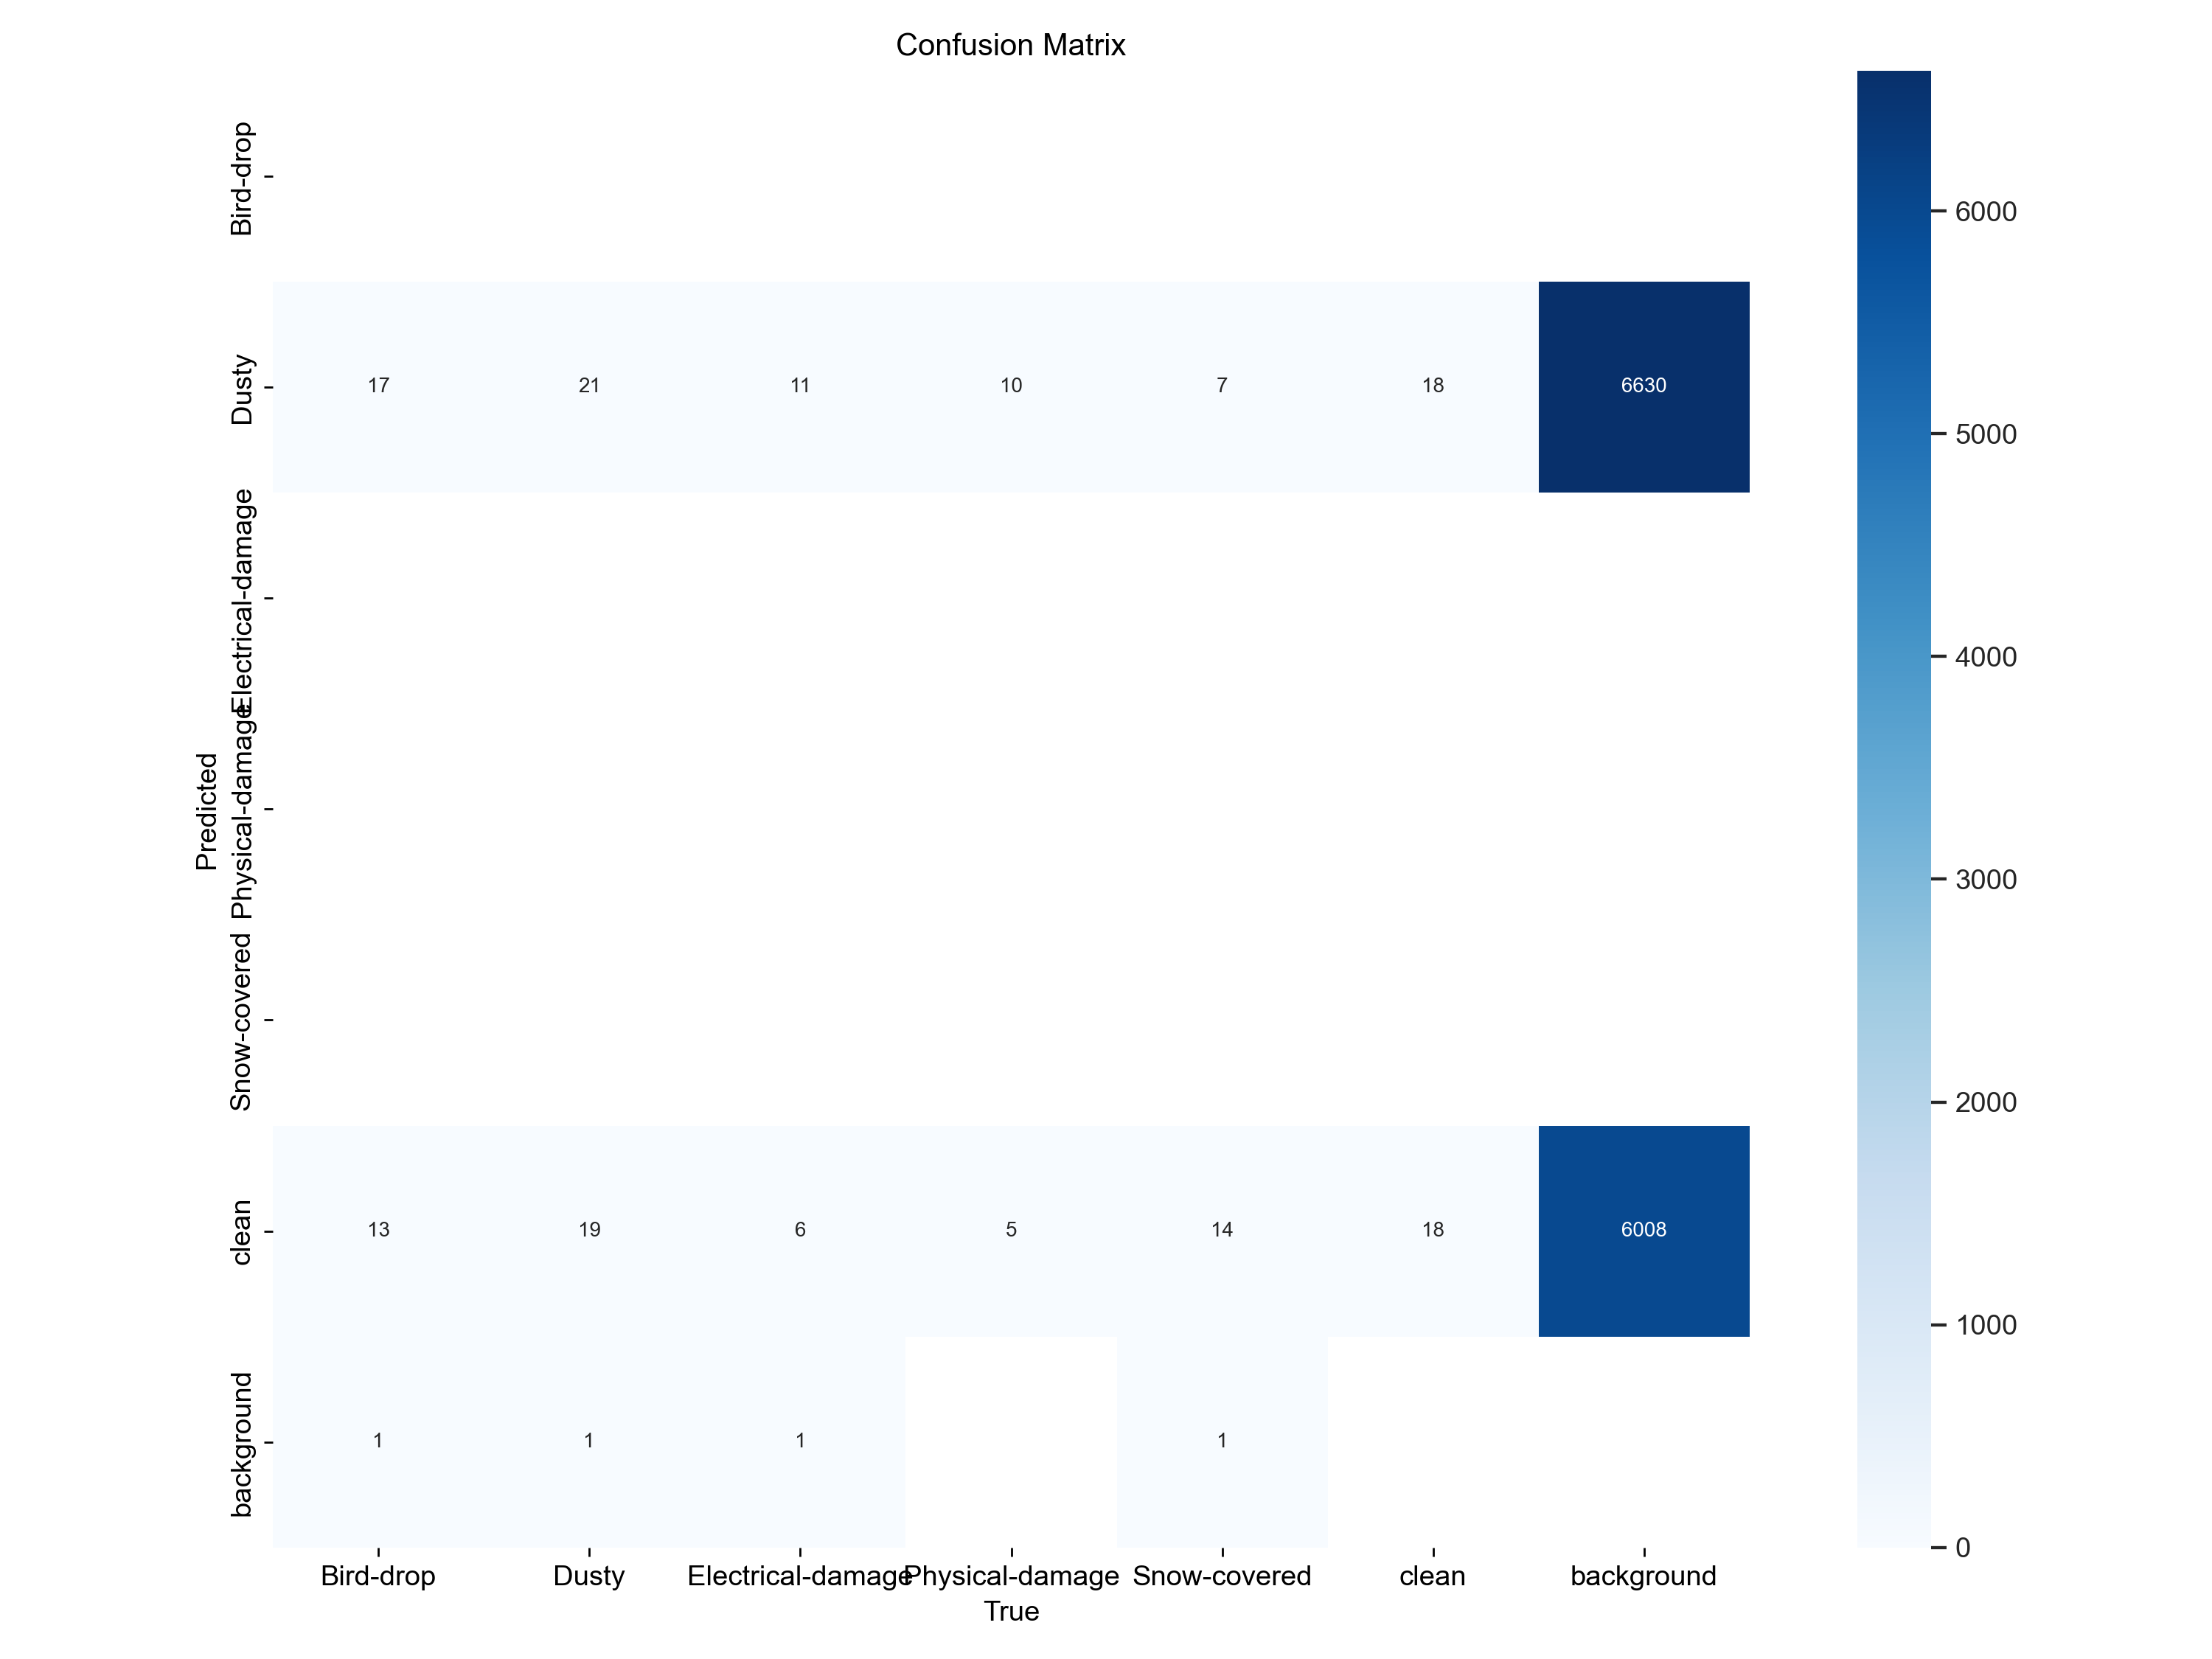 Confusion Matrix
Bird-drop
Dusty
Electrical-damage
Physical-damage
Snow-covered
clean
background
Predicted
17 21 11 10 7 18 6630
13 19 6 5 14 18 6008
1 1 1 1
Bird-drop Dusty Electrical-damage Physical-damage Snow-covered clean background
True
6000
5000
4000
3000
2000
1000
0